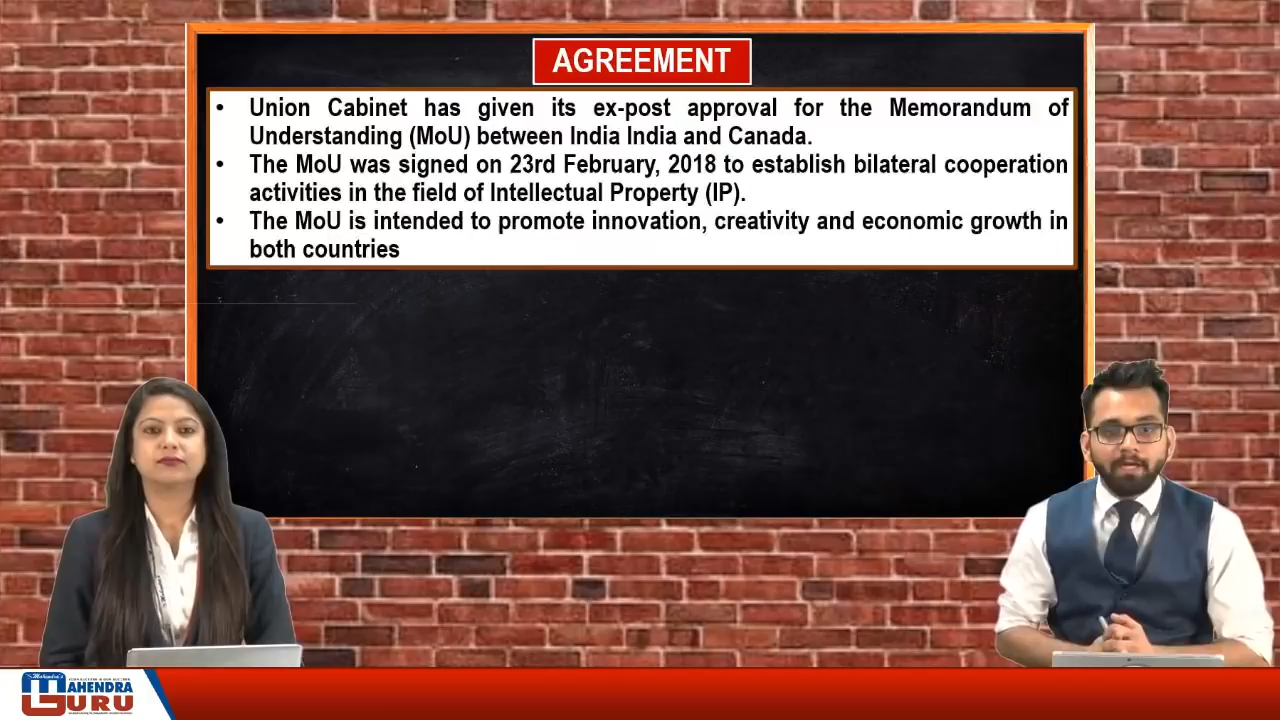 AGREEMENT
• Union Cabinet has given its ex-post approval for the Memorandum of
Understanding (MoU) between India India and Canada.
• The MoU was signed on 23rd February, 2018 to establish bilateral cooperation
activities in the field of Intellectual Property (IP).
• The MoU is intended to promote innovation, creativity and economic growth in
both countries
Mahendra's
MAHENDRA
GURU